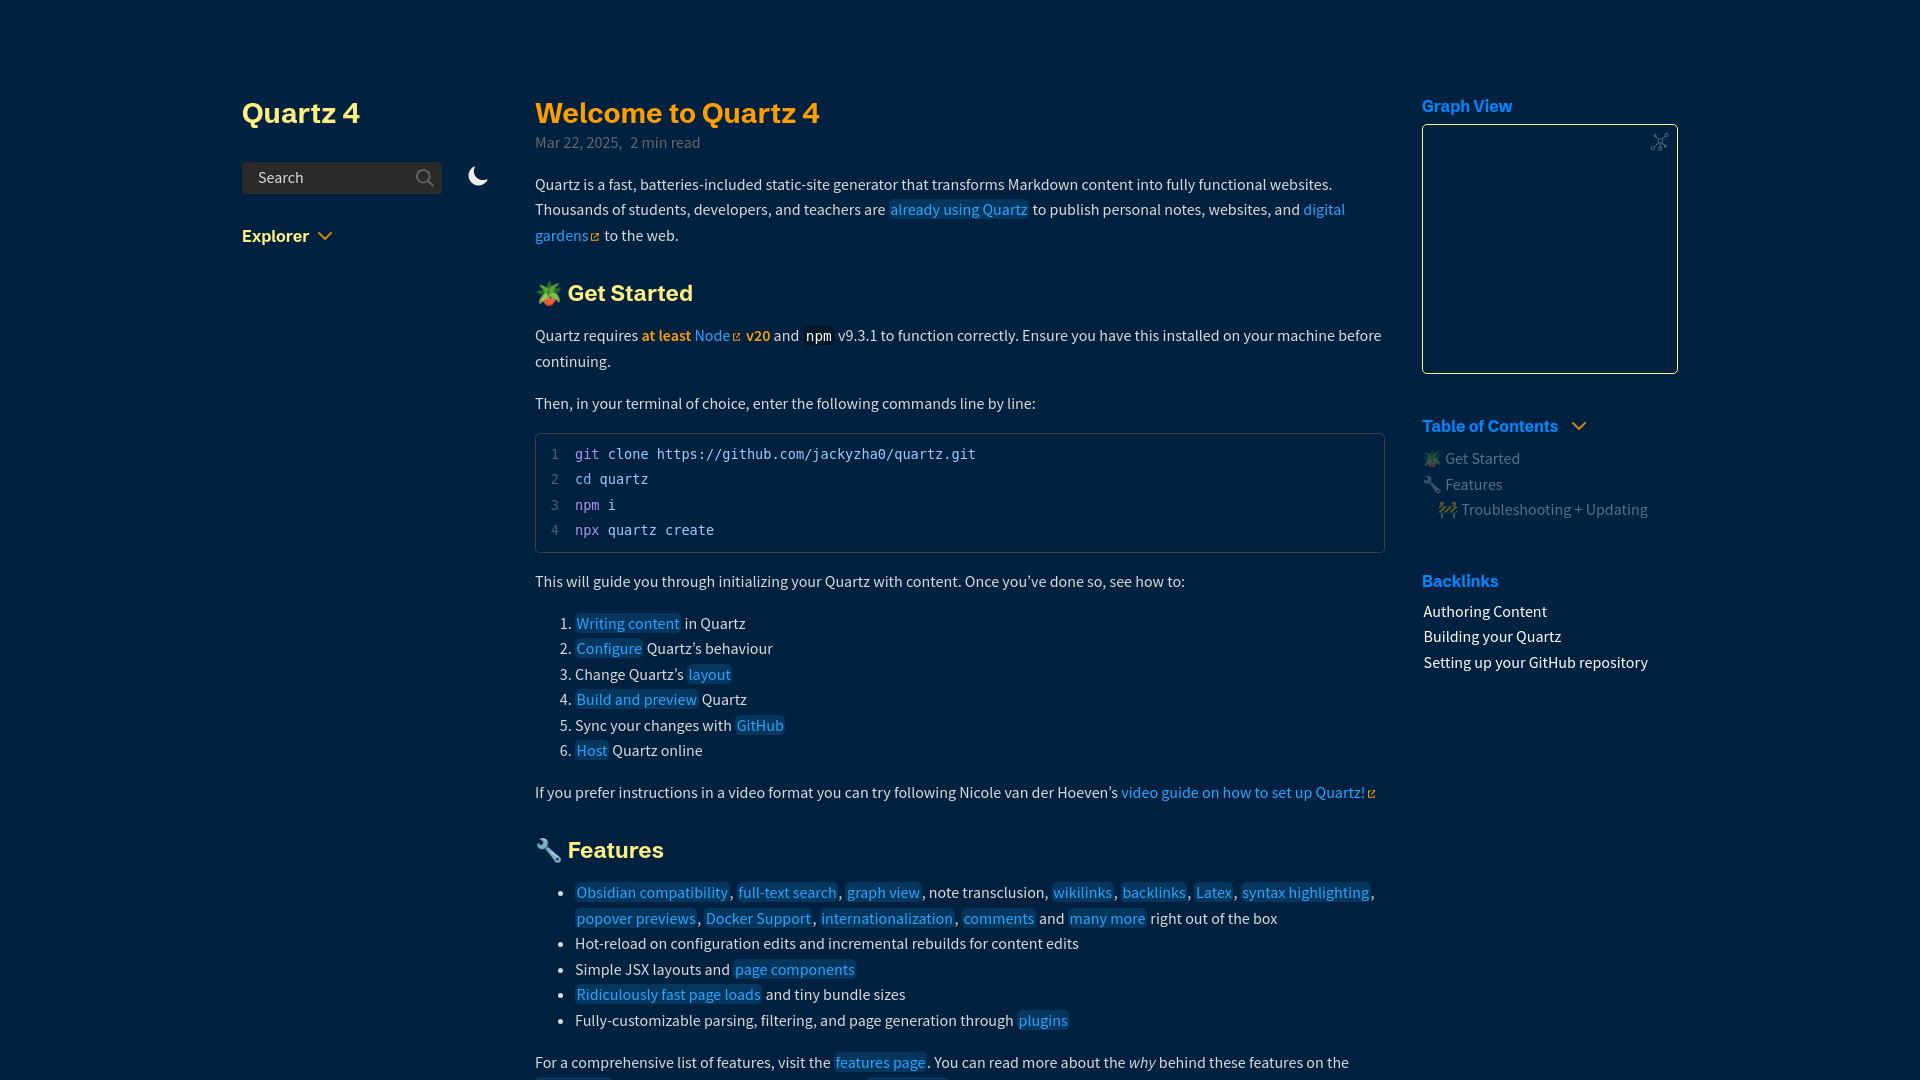 Quartz 4
Search
Explorer
Welcome to Quartz 4
Mar 22, 2025, 2 min read
Quartz is a fast, batteries-included static-site generator that transforms Markdown content into fully functional websites.
Thousands of students, developers, and teachers are already using Quartz to publish personal notes, websites, and digital
gardens to the web.
🪴 Get Started
Quartz requires at least Node v20 and npm v9.3.1 to function correctly. Ensure you have this installed on your machine before
continuing.
Then, in your terminal of choice, enter the following commands line by line:
1 git clone https://github.com/jackyzha0/quartz.git
2 cd quartz
3 npm i
4 npx quartz create
This will guide you through initializing your Quartz with content. Once you’ve done so, see how to:
1. Writing content in Quartz
2. Configure Quartz’s behaviour
3. Change Quartz’s layout
4. Build and preview Quartz
5. Sync your changes with GitHub
6. Host Quartz online
If you prefer instructions in a video format you can try following Nicole van der Hoeven’s video guide on how to set up Quartz!
🔧 Features
• Obsidian compatibility, full-text search, graph view, note transclusion, wikilinks, backlinks, Latex, syntax highlighting,
popover previews, Docker Support, internationalization, comments and many more right out of the box
• Hot-reload on configuration edits and incremental rebuilds for content edits
• Simple JSX layouts and page components
• Ridiculously fast page loads and tiny bundle sizes
• Fully-customizable parsing, filtering, and page generation through plugins
For a comprehensive list of features, visit the features page. You can read more about the why behind these features on the
Graph View
Table of Contents
🪴 Get Started
🔧 Features
🚧 Troubleshooting + Updating
Backlinks
Authoring Content
Building your Quartz
Setting up your GitHub repository